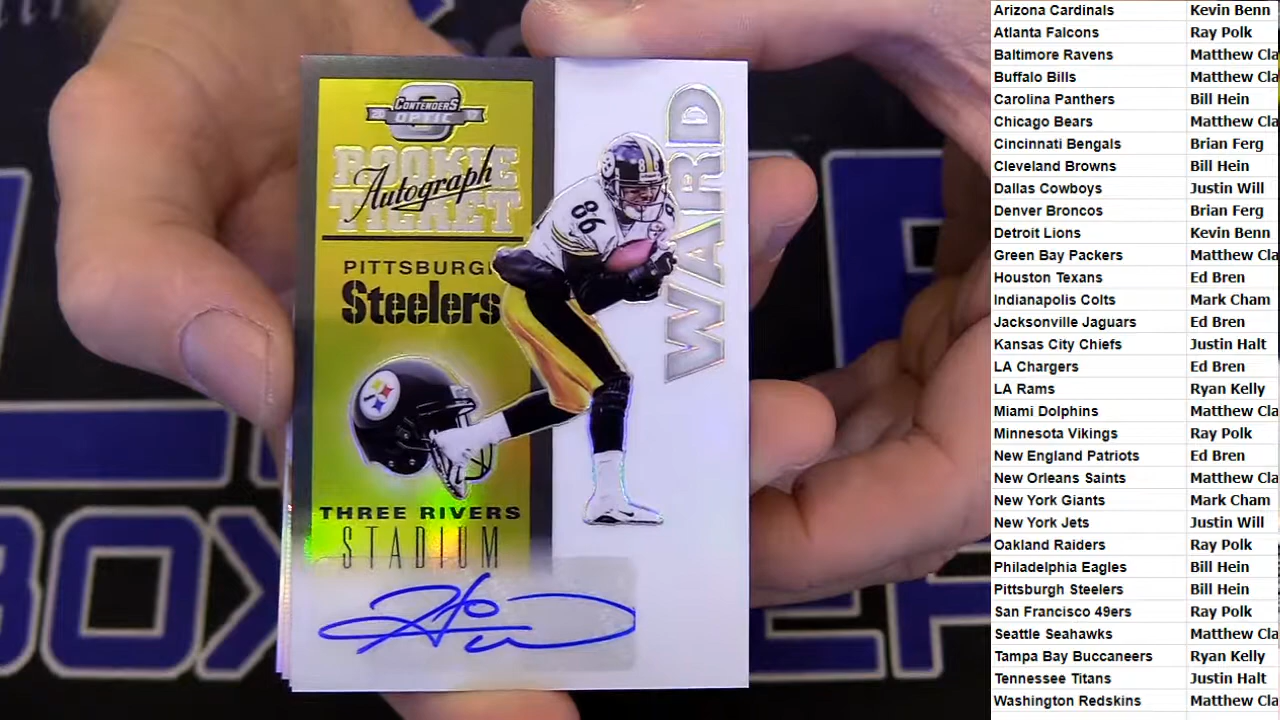 CONTENDERS
20 17
OPTIC
ROOKIE
Autograph
TICKET
PITTSBURGH
Steelers
THREE RIVERS
STADIUM
WARD
86
86
Arizona Cardinals Kevin Benn
Atlanta Falcons Ray Polk
Baltimore Ravens Matthew Cla
Buffalo Bills Matthew Cla
Carolina Panthers Bill Hein
Chicago Bears Matthew Cla
Cincinnati Bengals Brian Ferg
Cleveland Browns Bill Hein
Dallas Cowboys Justin Will
Denver Broncos Brian Ferg
Detroit Lions Kevin Benn
Green Bay Packers Matthew Cla
Houston Texans Ed Bren
Indianapolis Colts Mark Cham
Jacksonville Jaguars Ed Bren
Kansas City Chiefs Justin Halt
LA Chargers Ed Bren
LA Rams Ryan Kelly
Miami Dolphins Matthew Cla
Minnesota Vikings Ray Polk
New England Patriots Ed Bren
New Orleans Saints Matthew Cla
New York Giants Mark Cham
New York Jets Justin Will
Oakland Raiders Ray Polk
Philadelphia Eagles Bill Hein
Pittsburgh Steelers Bill Hein
San Francisco 49ers Ray Polk
Seattle Seahawks Matthew Cla
Tampa Bay Buccaneers Ryan Kelly
Tennessee Titans Justin Halt
Washington Redskins Matthew Cla